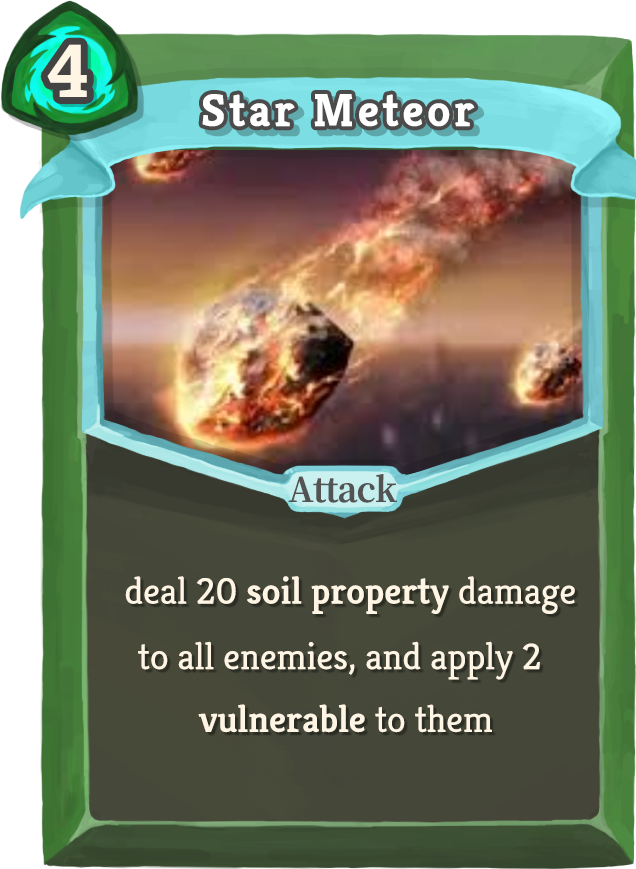 4
Star Meteor
Attack
deal 20 soil property damage
to all enemies, and apply 2
vulnerable to them